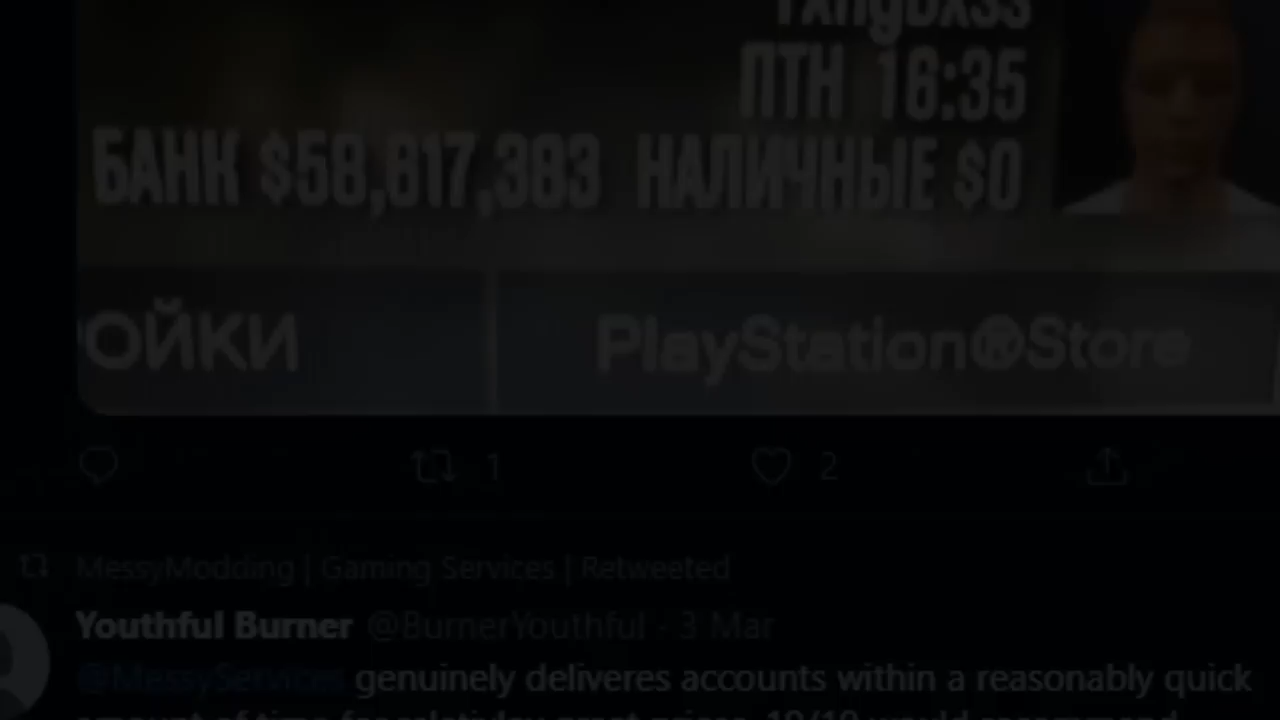 ПТН 16:35
БАНК $58,817,383 НАЛИЧНЫЕ $0
ОЙКИ PlayStation®Store
1 2
MessyModding | Gaming Services | Retweeted
Youthful Burner @BurnerYouthful · 3 Mar
@MessyServices genuinely deliveres accounts within a reasonably quick